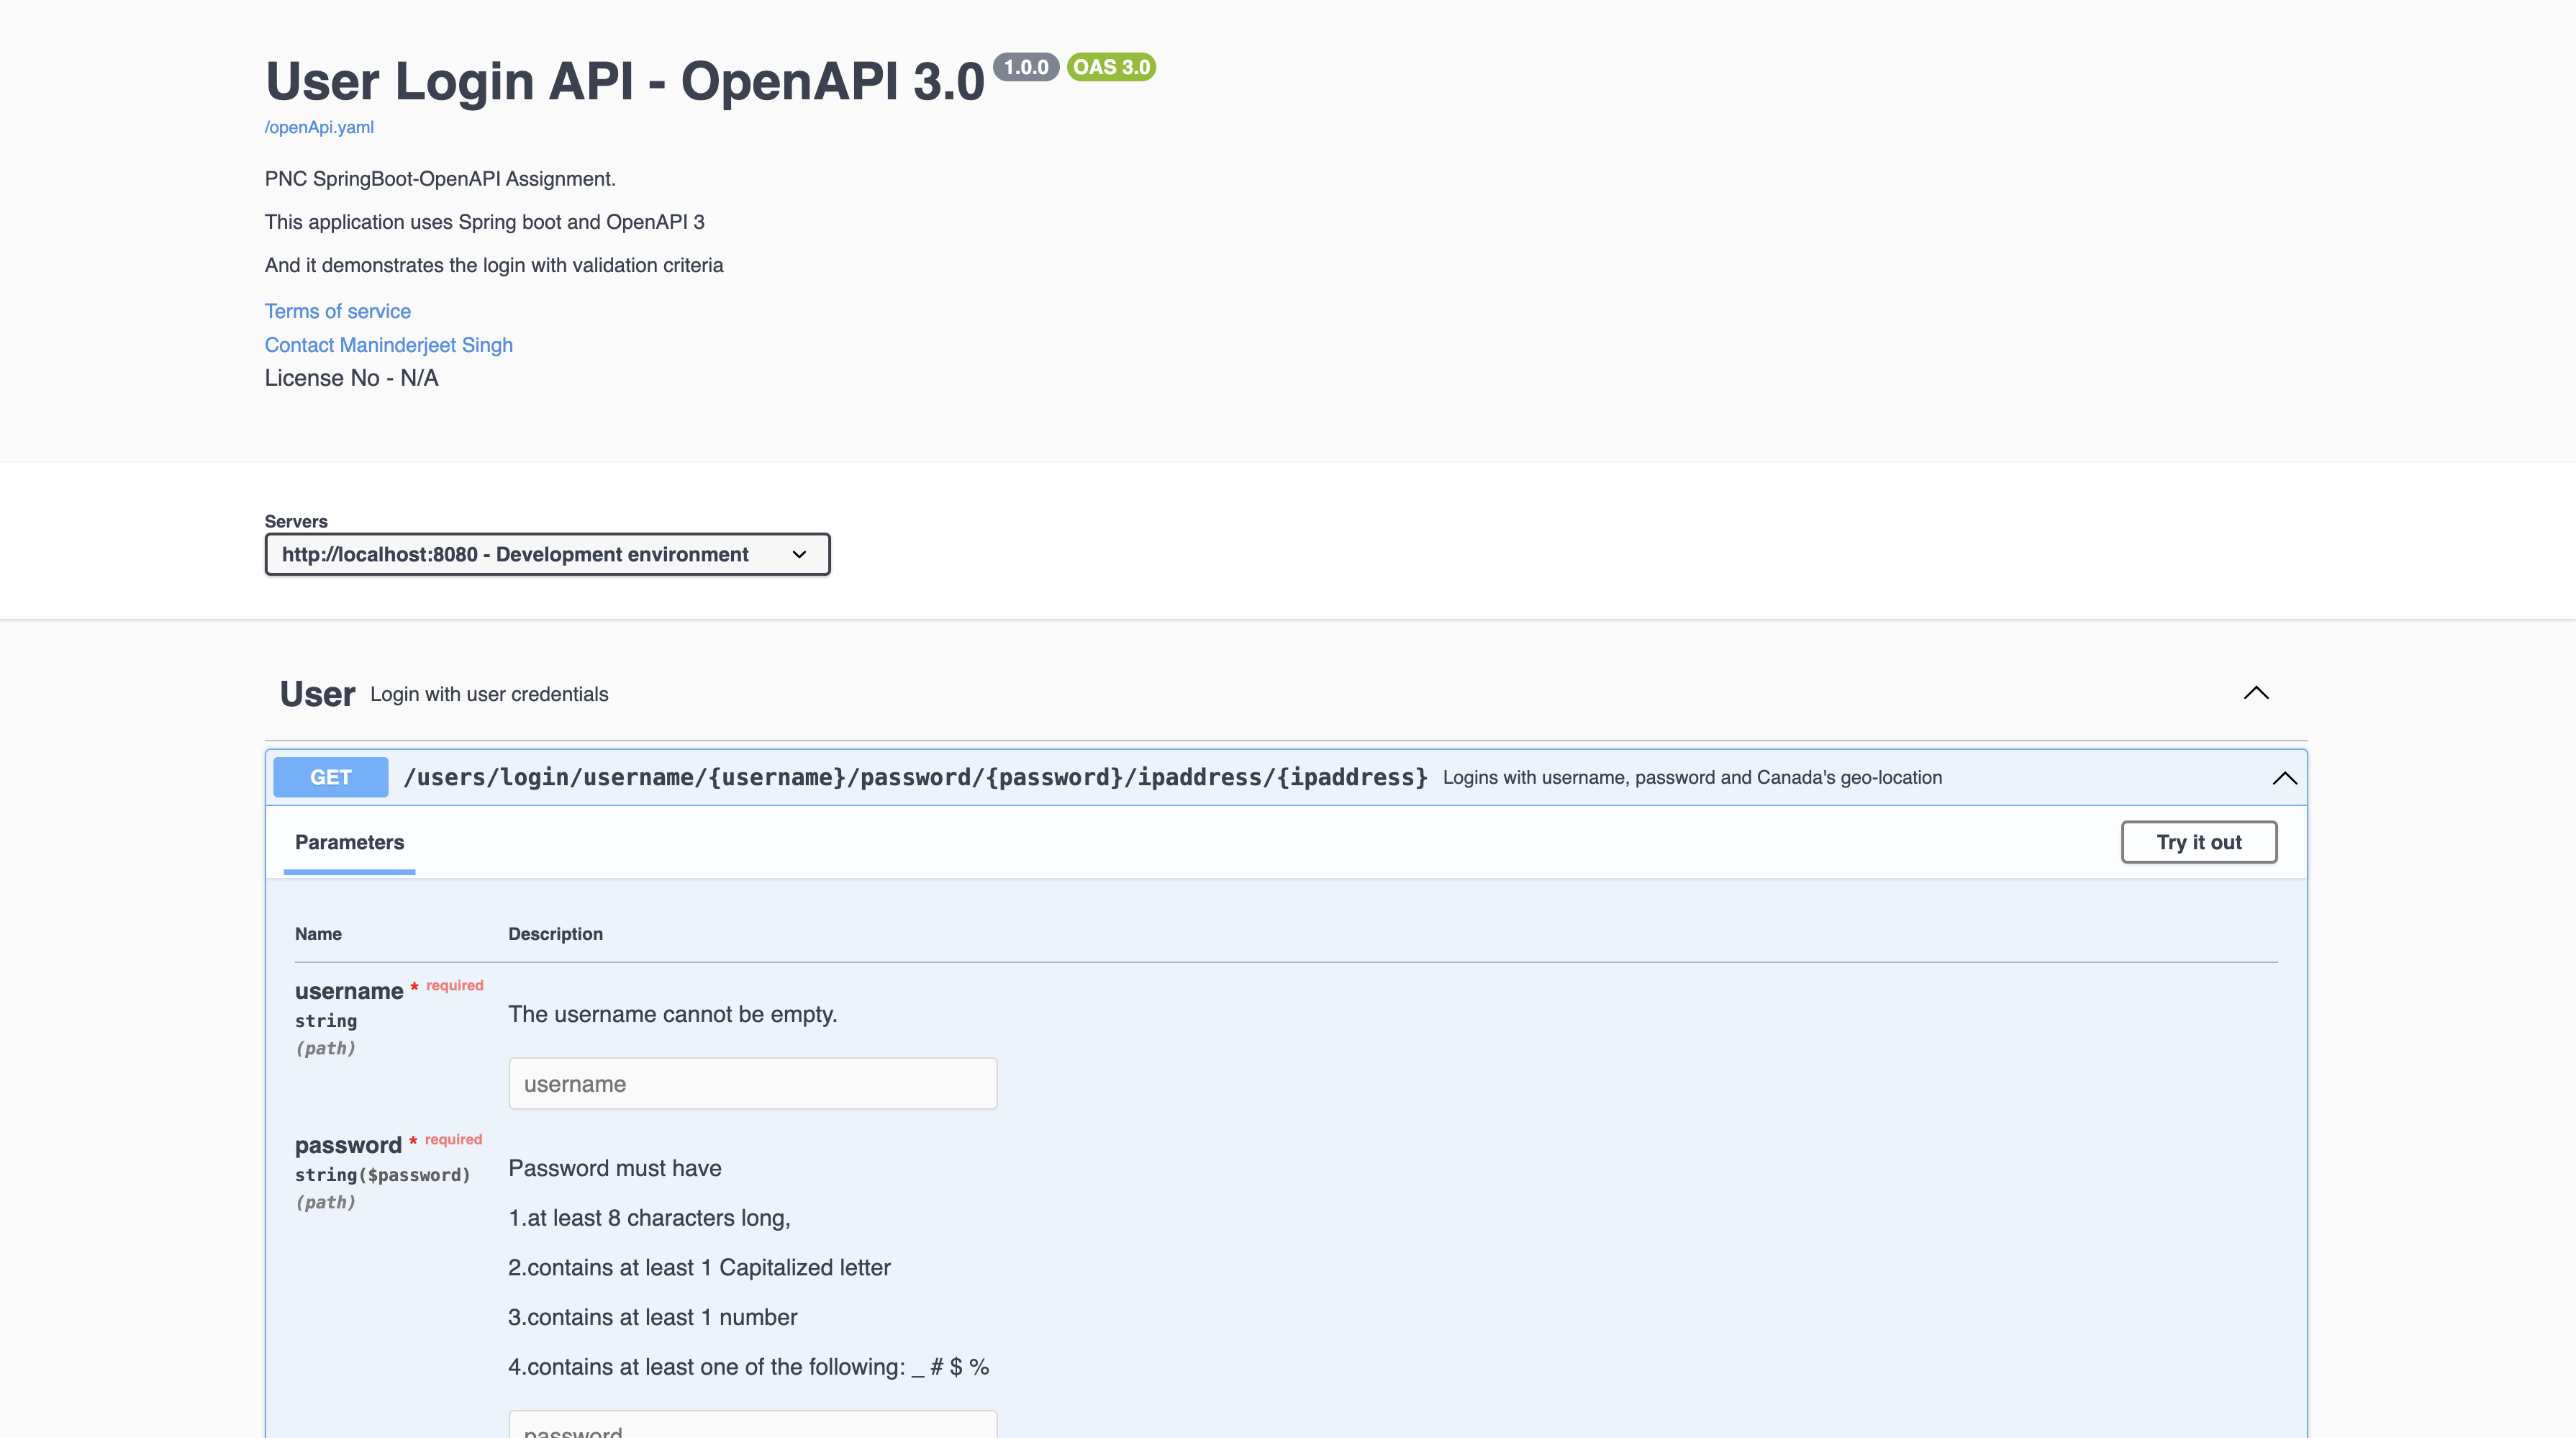 User Login API - OpenAPI 3.0 1.0.0 OAS 3.0
/openApi.yaml
PNC SpringBoot-OpenAPI Assignment.
This application uses Spring boot and OpenAPI 3
And it demonstrates the login with validation criteria
Terms of service
Contact Maninderjeet Singh
License No - N/A
Servers
http://localhost:8080 - Development environment
User Login with user credentials
GET /users/login/username/{username}/password/{password}/ipaddress/{ipaddress} Logins with username, password and Canada's geo-location
Parameters Try it out
Name Description
username * required
string
(path)
The username cannot be empty.
username
password * required
string($password)
(path)
Password must have
1.at least 8 characters long,
2.contains at least 1 Capitalized letter
3.contains at least 1 number
4.contains at least one of the following: _ # $ %
password